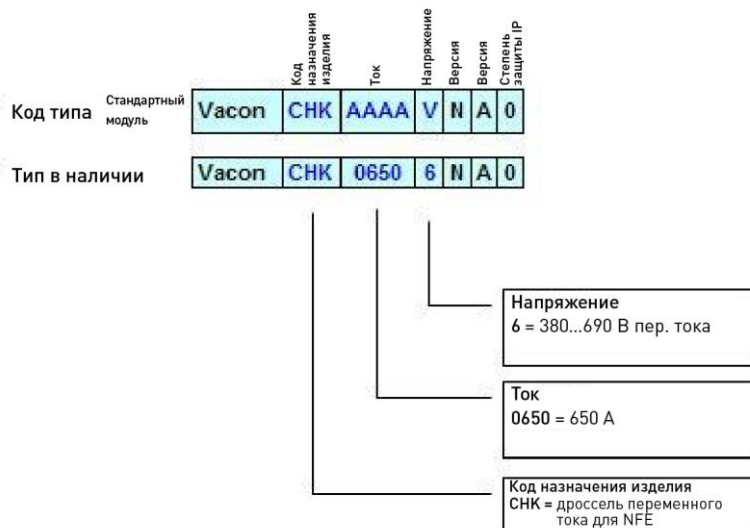 Код назначения изделия
Ток
Напряжение
Версия
Версия
Степень защиты IP
Код типа Стандартный модуль Vacon CHK AAAA V N A 0
Тип в наличии Vacon CHK 0650 6 N A 0
Напряжение
6 = 380...690 В пер. тока
Ток
0650 = 650 А
Код назначения изделия
CHK = дроссель переменного
тока для NFE